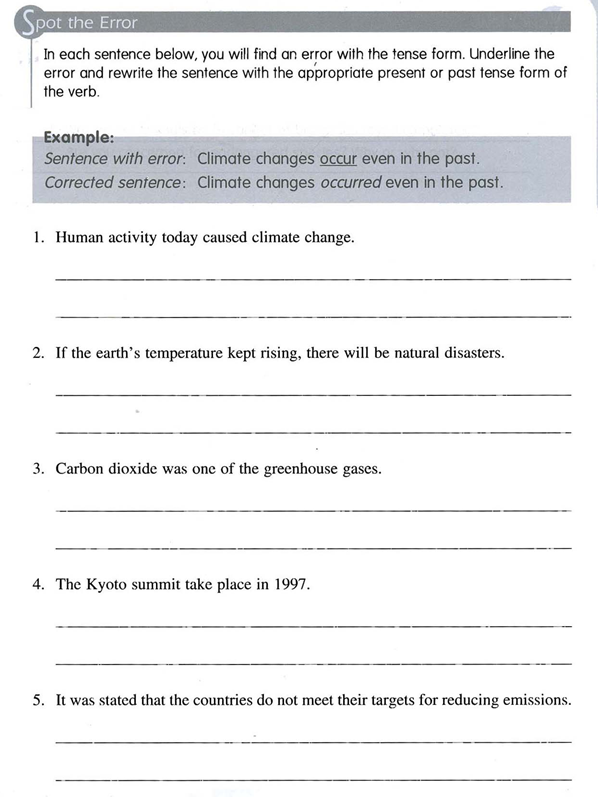 Spot the Error
In each sentence below, you will find an error with the tense form. Underline the
error and rewrite the sentence with the appropriate present or past tense form of
the verb.
Example:
Sentence with error: Climate changes occur even in the past.
Corrected sentence: Climate changes occurred even in the past.
1. Human activity today caused climate change.
2. If the earth's temperature kept rising, there will be natural disasters.
3. Carbon dioxide was one of the greenhouse gases.
4. The Kyoto summit take place in 1997.
5. It was stated that the countries do not meet their targets for reducing emissions.